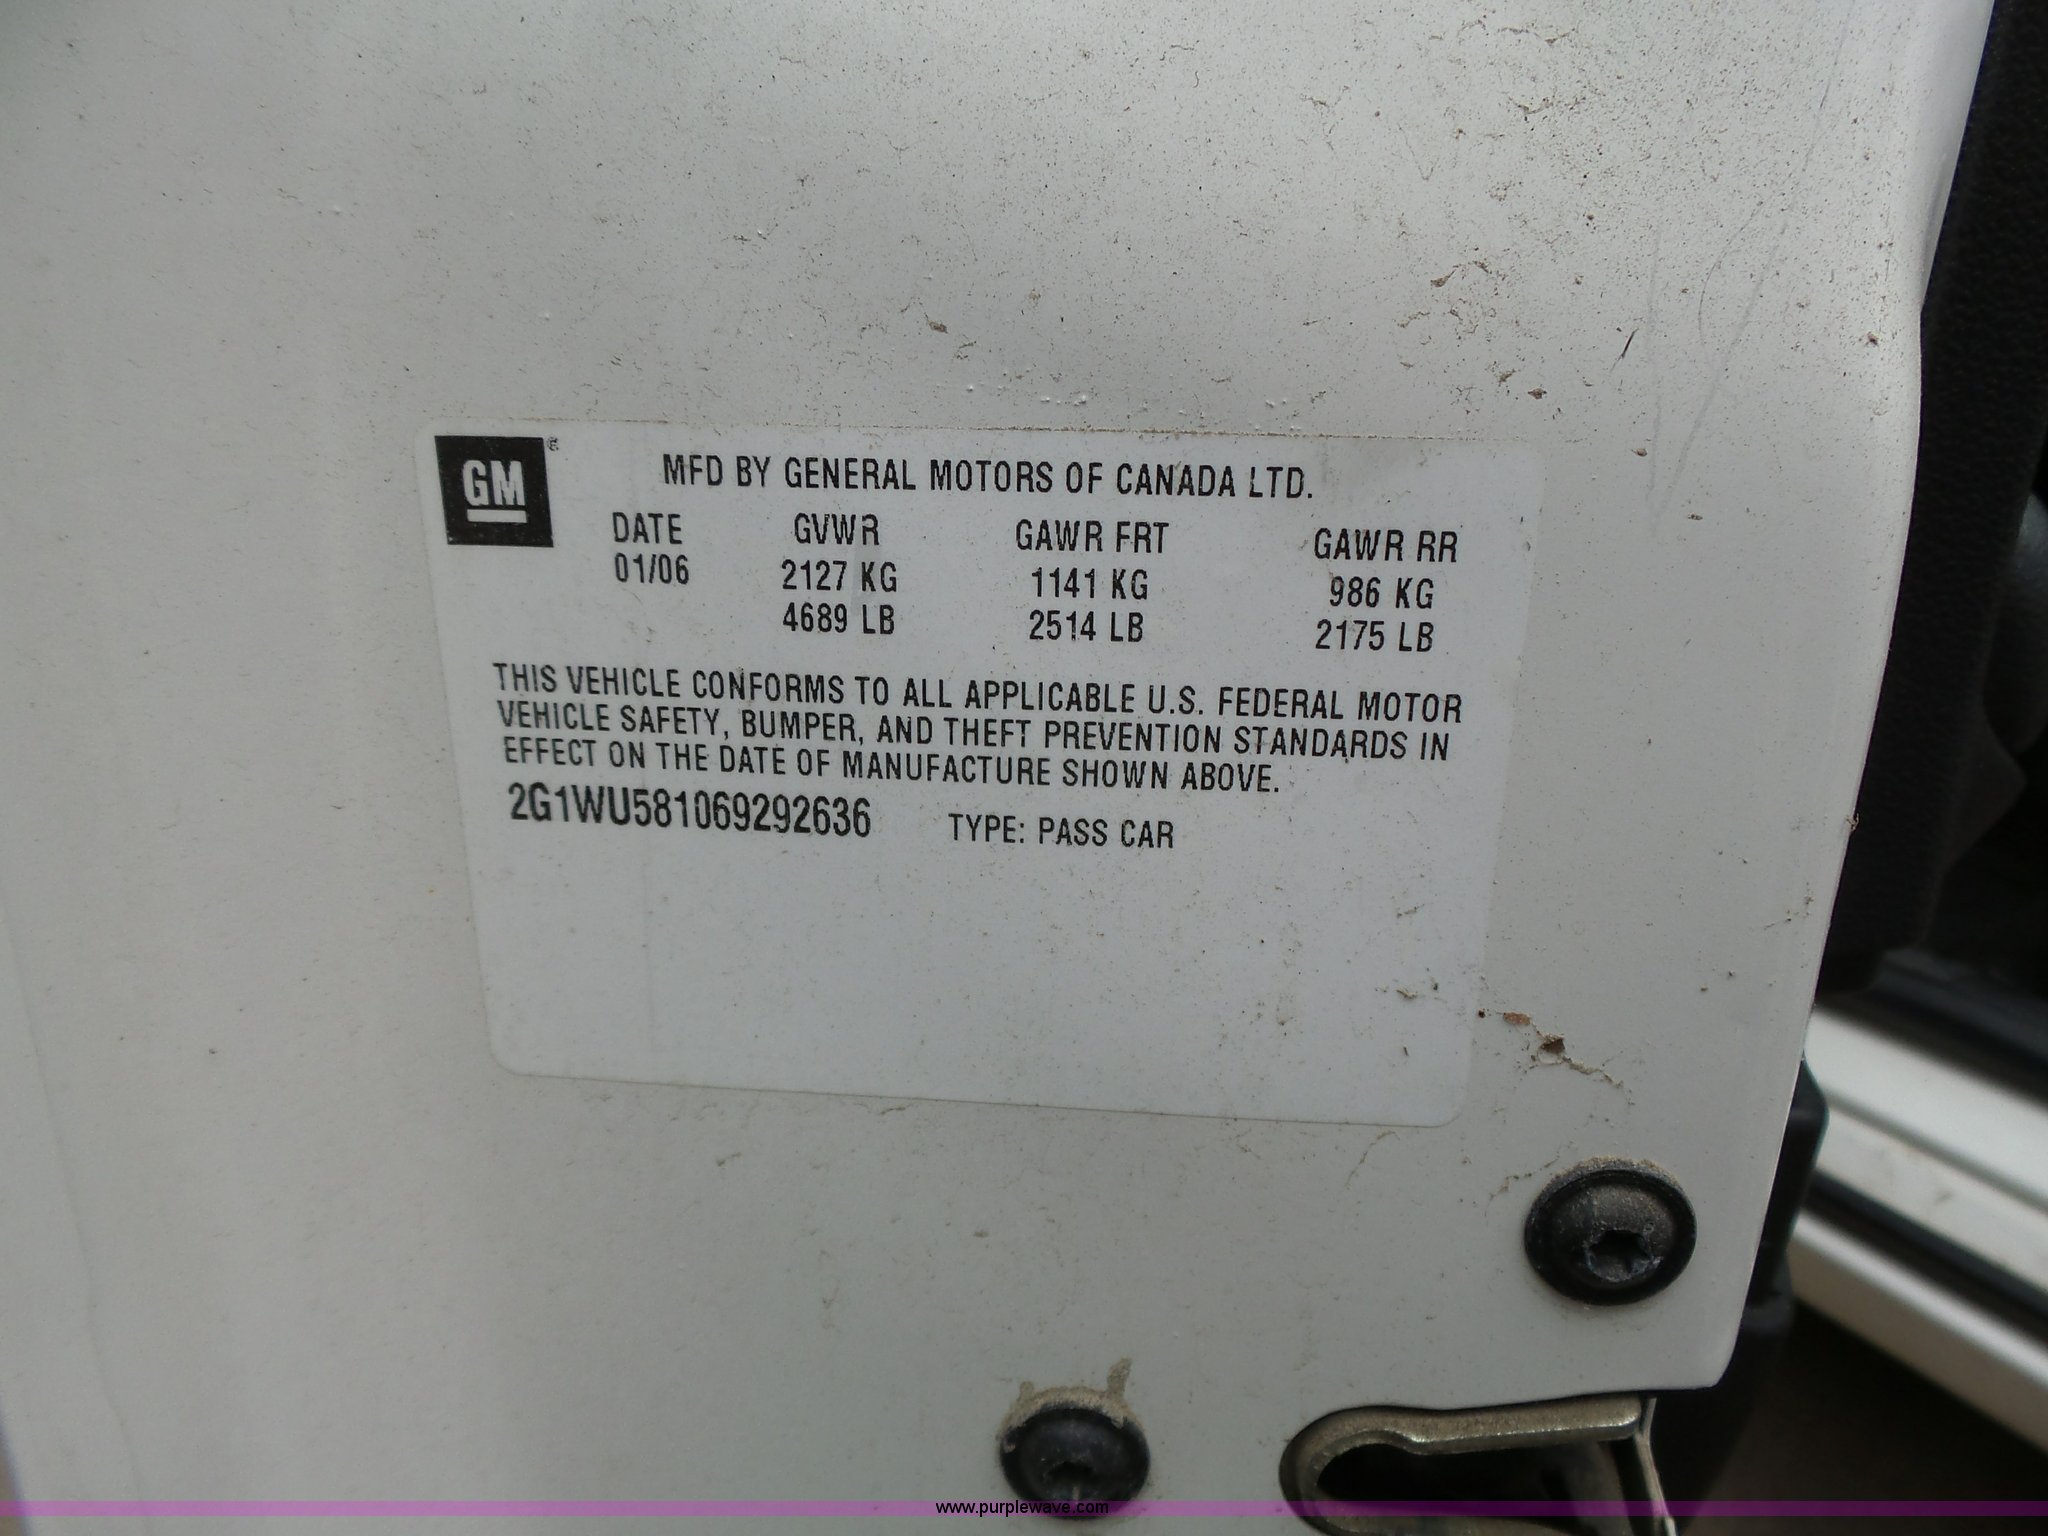 GM ®
MFD BY GENERAL MOTORS OF CANADA LTD.
DATE GVWR GAWR FRT GAWR RR
01/06 2127 KG 1141 KG 986 KG
4689 LB 2514 LB 2175 LB
THIS VEHICLE CONFORMS TO ALL APPLICABLE U.S. FEDERAL MOTOR
VEHICLE SAFETY, BUMPER, AND THEFT PREVENTION STANDARDS IN
EFFECT ON THE DATE OF MANUFACTURE SHOWN ABOVE.
2G1WU581069292636 TYPE: PASS CAR
www.purplewave.com